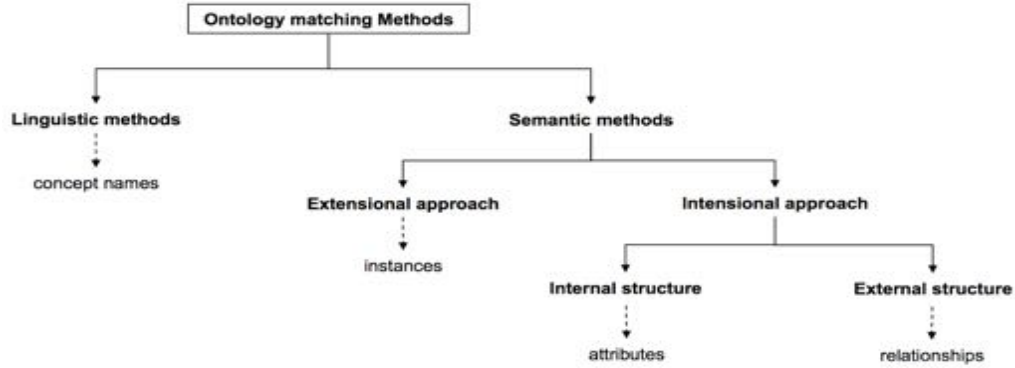 Ontology matching Methods
Linguistic methods
Semantic methods
concept names
Extensional approach
Intensional approach
instances
Internal structure
External structure
attributes
relationships